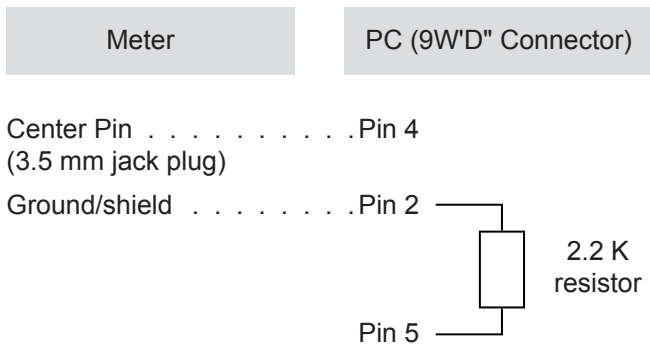 Meter PC (9W'D" Connector)
Center Pin . . . . . . . . . . Pin 4
(3.5 mm jack plug)
Ground/shield . . . . . . . . Pin 2
2.2 K
resistor
Pin 5